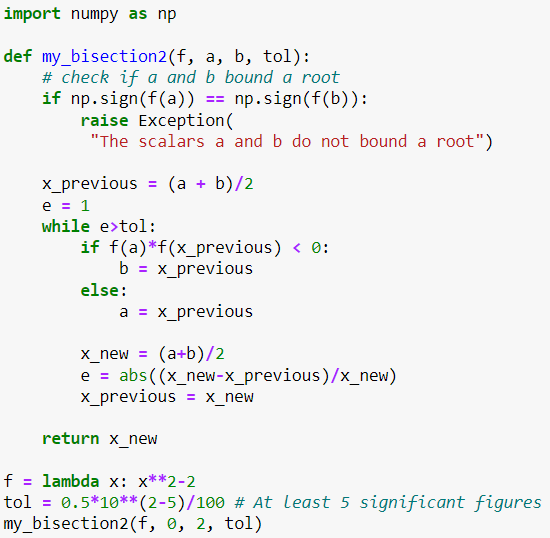 import numpy as np

def my_bisection2(f, a, b, tol):
    # check if a and b bound a root
    if np.sign(f(a)) == np.sign(f(b)):
        raise Exception(
         "The scalars a and b do not bound a root")

    x_previous = (a + b)/2
    e = 1
    while e>tol:
        if f(a)*f(x_previous) < 0:
            b = x_previous
        else:
            a = x_previous

        x_new = (a+b)/2
        e = abs((x_new-x_previous)/x_new)
        x_previous = x_new

    return x_new

f = lambda x: x**2-2
tol = 0.5*10**(2-5)/100 # At least 5 significant figures
my_bisection2(f, 0, 2, tol)